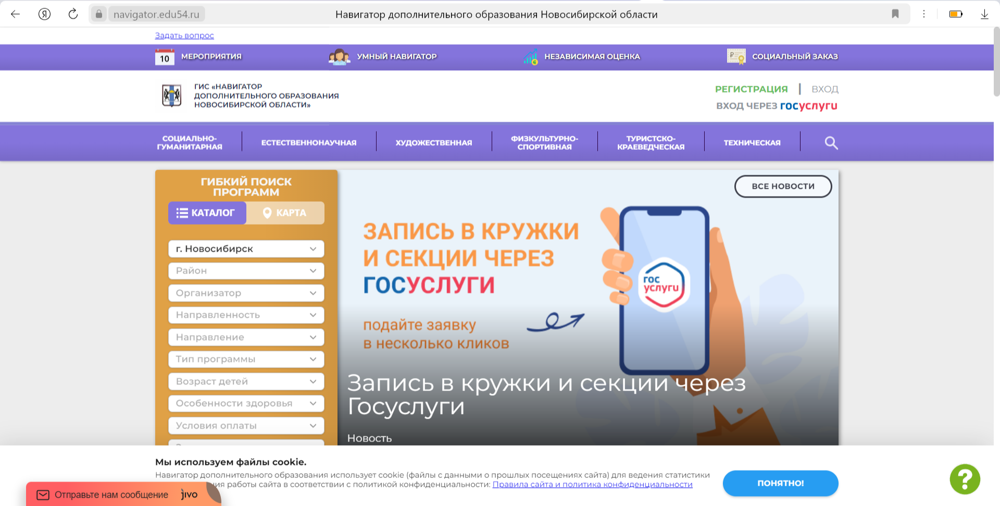 navigator.edu54.ru
Навигатор дополнительного образования Новосибирской области
Задать вопрос
10
МЕРОПРИЯТИЯ
УМНЫЙ НАВИГАТОР
НЕЗАВИСИМАЯ ОЦЕНКА
СОЦИАЛЬНЫЙ ЗАКАЗ
ГИС «НАВИГАТОР
ДОПОЛНИТЕЛЬНОГО ОБРАЗОВАНИЯ
НОВОСИБИРСКОЙ ОБЛАСТИ»
РЕГИСТРАЦИЯ | ВХОД
ВХОД ЧЕРЕЗ госуслуги
СОЦИАЛЬНО-
ГУМАНИТАРНАЯ
ЕСТЕСТВЕННОНАУЧНАЯ
ХУДОЖЕСТВЕННАЯ
ФИЗКУЛЬТУРНО-
СПОРТИВНАЯ
ТУРИСТСКО-
КРАЕВЕДЧЕСКАЯ
ТЕХНИЧЕСКАЯ
ГИБКИЙ ПОИСК
ПРОГРАММ
КАТАЛОГ
КАРТА
г. Новосибирск
Район
Организатор
Направленность
Направление
Тип программы
Возраст детей
Особенности здоровья
Условия оплаты
ВСЕ НОВОСТИ
ЗАПИСЬ В КРУЖКИ
И СЕКЦИИ ЧЕРЕЗ
ГОСУСЛУГИ
подайте заявку
в несколько кликов
гос
услуги
Запись в кружки и секции через
Госуслуги
Новость
Мы используем файлы cookie.
Навигатор дополнительного образования использует cookie (файлы с данными о прошлых посещениях сайта) для ведения статистики
работы сайта в соответствии с политикой конфиденциальности: Правила сайта и политика конфиденциальности
ПОНЯТНО!
Отправьте нам сообщение
jivo
?